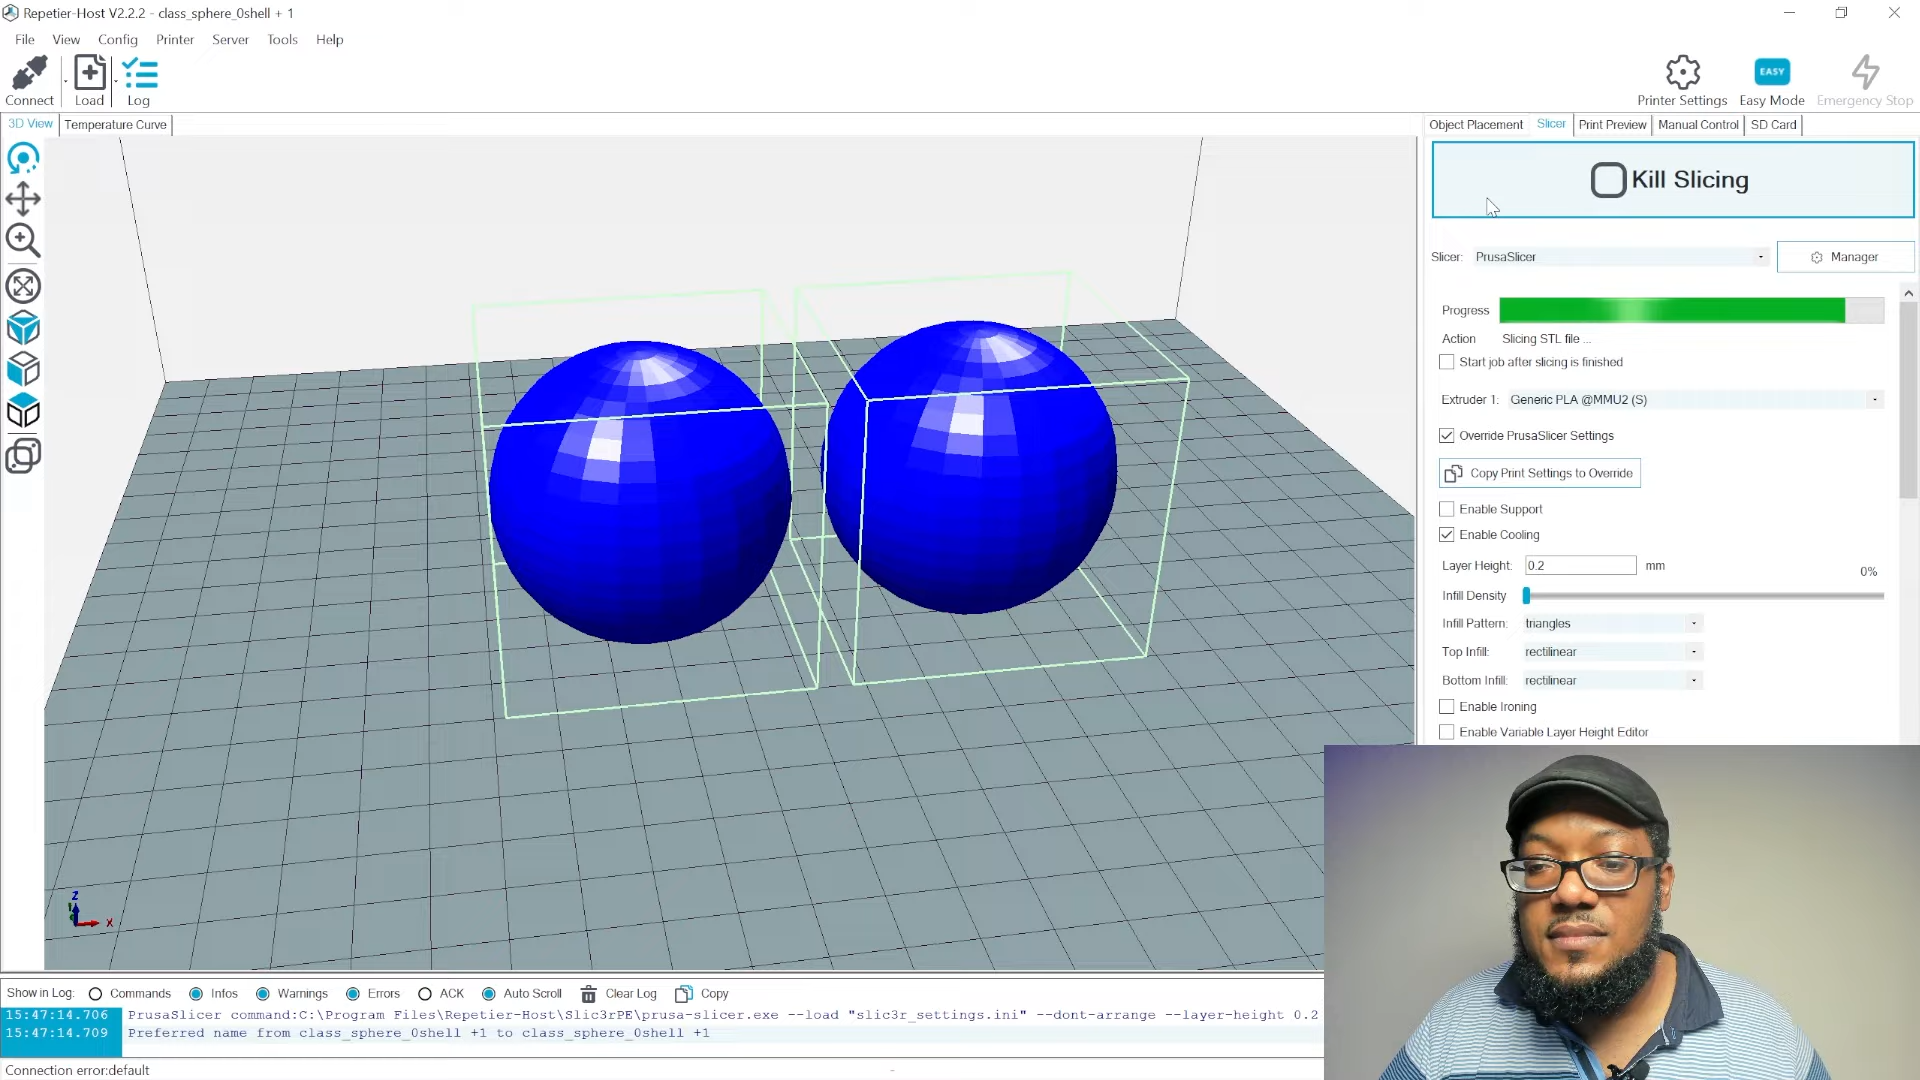 Repetier-Host V2.2.2 - class_sphere_0shell + 1
File View Config Printer Server Tools Help
Connect Load Log
EASY
Printer Settings Easy Mode Emergency Stop
3D View Temperature Curve
Object Placement Slicer Print Preview Manual Control SD Card
Kill Slicing
Slicer: PrusaSlicer Manager
Progress
Action Slicing STL file ...
Start job after slicing is finished
Extruder 1: Generic PLA @MMU2 (S)
Override PrusaSlicer Settings
Copy Print Settings to Override
Enable Support
Enable Cooling
Layer Height: 0.2 mm
0%
Infill Density
Infill Pattern: triangles
Top Infill: rectilinear
Bottom Infill: rectilinear
Enable Ironing
Enable Variable Layer Height Editor
Z
X
Show in Log: Commands Infos Warnings Errors ACK Auto Scroll Clear Log Copy
15:47:14.706 PrusaSlicer command:C:\Program Files\Repetier-Host\Slic3rPE\prusa-slicer.exe --load "slic3r_settings.ini" --dont-arrange --layer-height 0.2
15:47:14.709 Preferred name from class_sphere_0shell +1 to class_sphere_0shell +1
Connection error:default
-